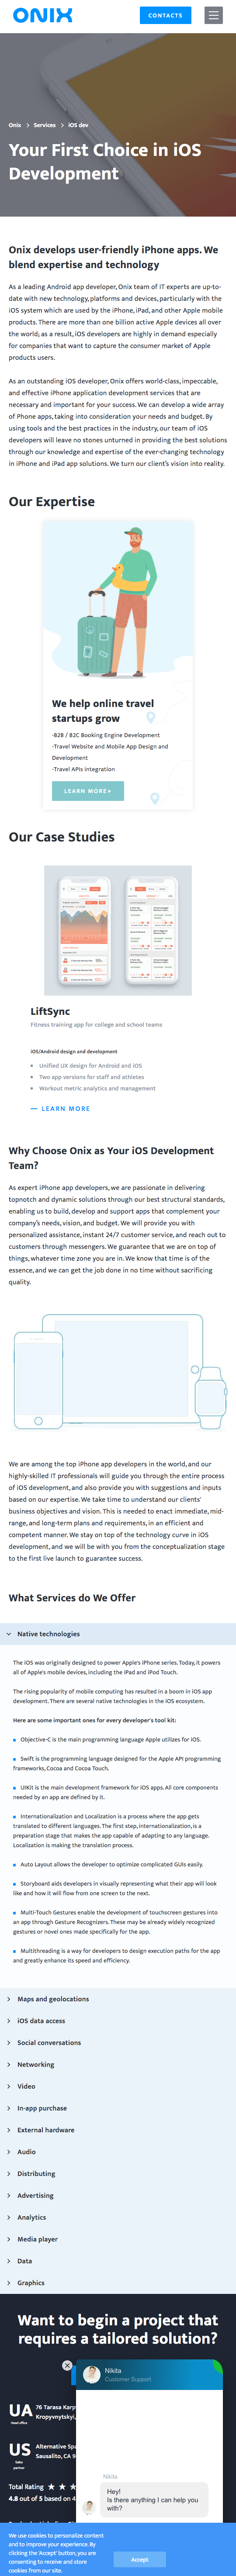 ONIX
CONTACTS
Onix > Services > iOS dev
Your First Choice in iOS
Development
Onix develops user-friendly iPhone apps. We
blend expertise and technology
As a leading Android app developer, Onix team of IT experts are up-to-
date with new technology, platforms and devices, particularly with the
iOS system which are used by the iPhone, iPad, and other Apple mobile
products. There are more than one billion active Apple devices all over
the world; as a result, iOS developers are highly in demand especially
for companies that want to capture the consumer market of Apple
products users.
As an outstanding iOS developer, Onix offers world-class, impeccable,
and effective iPhone application development services that are
necessary and important for your success. We can develop a wide array
of Phone apps, taking into consideration your needs and budget. By
using tools and the best practices in the industry, our team of iOS
developers will leave no stones unturned in providing the best solutions
through our knowledge and expertise of the ever-changing technology
in iPhone and iPad app solutions. We turn our client's vision into reality.
Our Expertise
We help online travel
startups grow
-B2B / B2C Booking Engine Development
-Travel Website and Mobile App Design and
Development
-Travel APIs integration
LEARN MORE»
Our Case Studies
LiftSync
Fitness training app for college and school teams
iOS/Android design and development
Unified UX design for Android and iOS
Two app versions for staff and athletes
Workout metric analytics and management
LEARN MORE
Why Choose Onix as Your iOS Development
Team?
As expert iPhone app developers, we are passionate in delivering
topnotch and dynamic solutions through our best structural standards,
enabling us to build, develop and support apps that complement your
company's needs, vision, and budget. We will provide you with
personalized assistance, instant 24/7 customer service, and reach out to
customers through messengers. We guarantee that we are on top of
things, whatever time zone you are in. We know that time is of the
essence, and we can get the job done in no time without sacrificing
quality.
We are among the top iPhone app developers in the world, and our
highly-skilled IT professionals will guide you through the entire process
of iOS development, and also provide you with suggestions and inputs
based on our expertise. We take time to understand our clients'
business objectives and vision. This is needed to enact immediate, mid-
range, and long-term plans and requirements, in an efficient and
competent manner. We stay on top of the technology curve in iOS
development, and we will be with you from the conceptualization stage
to the first live launch to guarantee success.
What Services do We Offer
Native technologies
The iOS was originally designed to power Apple's iPhone series. Today, it powers
all of Apple's mobile devices, including the iPad and iPod Touch.
The rising popularity of mobile computing has resulted in a boom in iOS app
development. There are several native technologies in the iOS ecosystem.
Here are some important ones for every developer's tool kit:
Objective-C is the main programming language Apple utilizes for iOS.
Swift is the programming language designed for the Apple API programming
frameworks, Cocoa and Cocoa Touch.
UIKit is the main development framework for iOS apps. All core components
needed by an app are defined by it.
Internationalization and Localization is a process where the app gets
translated to different languages. The first step, internationalization, is a
preparation stage that makes the app capable of adapting to any language.
Localization is making the translation process.
Auto Layout allows the developer to optimize complicated GUIs easily.
Storyboard aids developers in visually representing what their app will look
like and how it will flow from one screen to the next.
Multi-Touch Gestures enable the development of touchscreen gestures into
an app through Gesture Recognizers. These may be already widely recognized
gestures or novel ones made specifically for the app.
Multithreading is a way for developers to design execution paths for the app
and greatly enhance its speed and efficiency.
Maps and geolocations
iOS data access
Social conversations
Networking
Video
In-app purchase
External hardware
Audio
Distributing
Advertising
Analytics
Media player
Data
Graphics
Want to begin a project that
requires a tailored solution?
Nikita
Customer Support
UA
Head office
76 Tarasa Karp
Kropyvnytskyi,
US
Sales
partner
Alternative Spa
Sausalito, CA 9
Total Rating
4.8 out of 5 based on 4
Nikita
Hey!
Is there anything I can help you
with?
We use cookies to personalize content
and to improve your experience. By
clicking the 'Accept' button, you are
consenting to receive and store
cookies from our site.
Accept